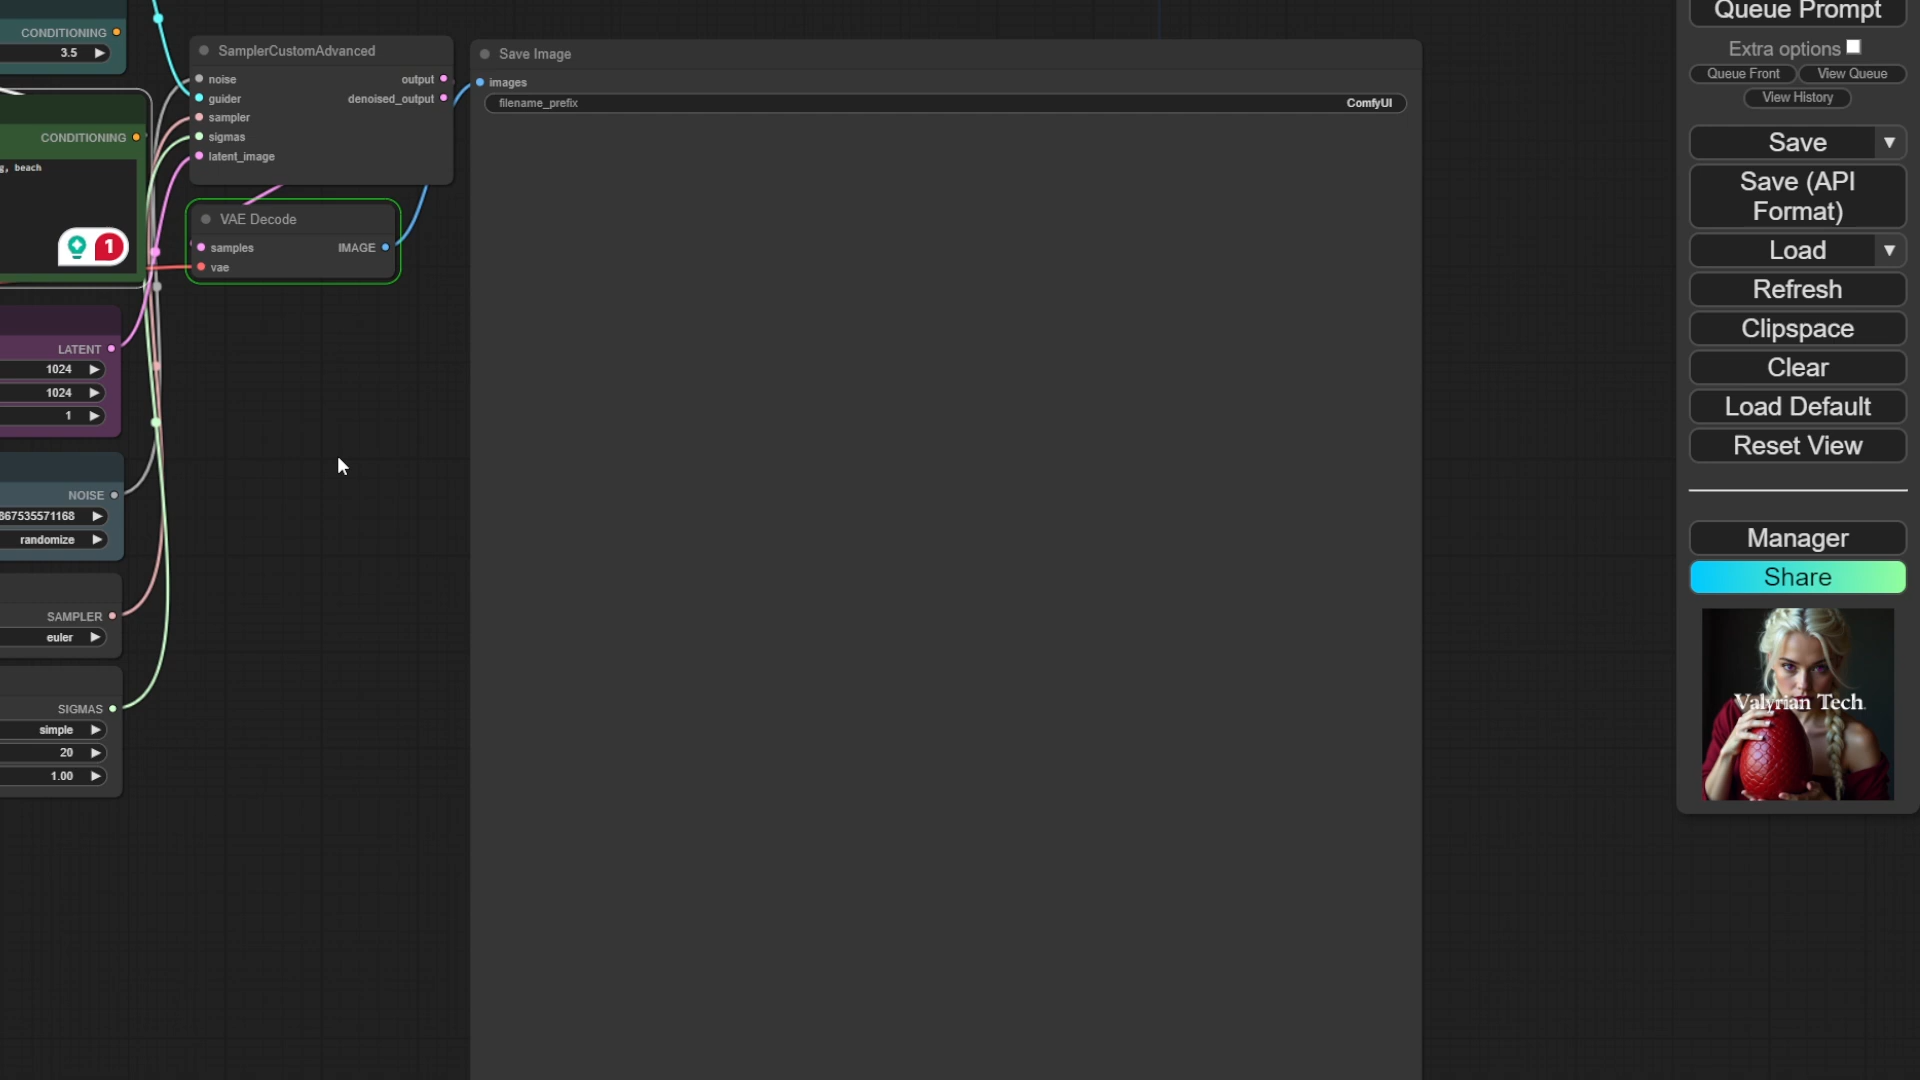 CONDITIONING
3.5
CONDITIONING
g, beach
1
LATENT
1024
1024
1
NOISE
867535571168
randomize
SAMPLER
euler
SIGMAS
simple
20
1.00
SamplerCustomAdvanced
noise output
guider denoised_output
sampler
sigmas
latent_image
VAE Decode
samples IMAGE
vae
Save Image
images
filename_prefix ComfyUI
Queue Prompt
Extra options
Queue Front View Queue
View History
Save
Save (API
Format)
Load
Refresh
Clipspace
Clear
Load Default
Reset View
Manager
Share
Valyrian Tech